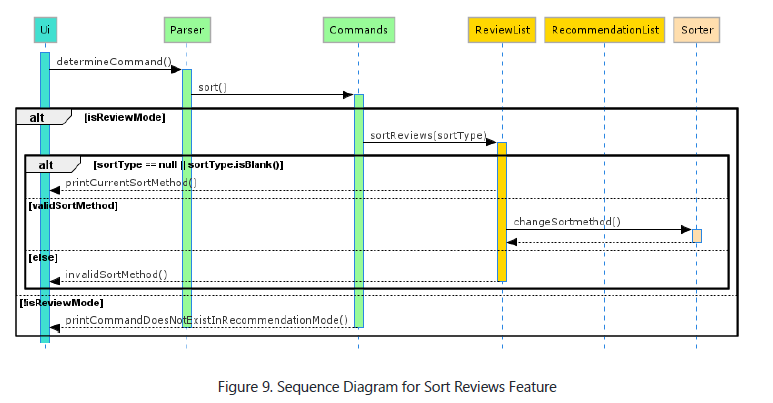 Ui Parser Commands ReviewList RecommendationList Sorter
determineCommand()
sort()
alt [isReviewMode]
sortReviews(sortType)
alt [sortType == null || sortType.isBlank()]
printCurrentSortMethod()
[validSortMethod]
changeSortmethod()
[else]
invalidSortMethod()
[!isReviewMode]
printCommandDoesNotExistInRecommendationMode()
Figure 9. Sequence Diagram for Sort Reviews Feature